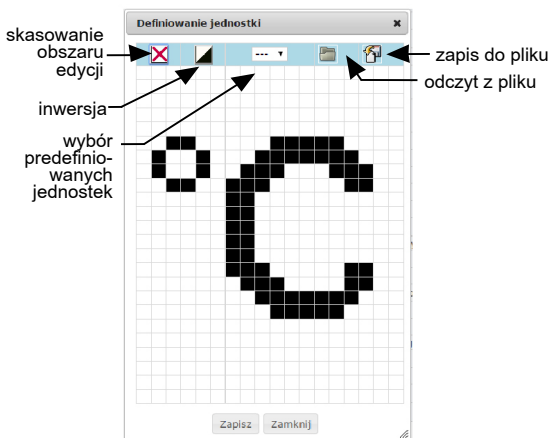 Definiowanie jednostki
skasowanie
obszaru
edycji
inwersja
wybór
predefinio-
wanych
jednostek
---
zapis do pliku
odczyt z pliku
°C
Zapisz
Zamknij